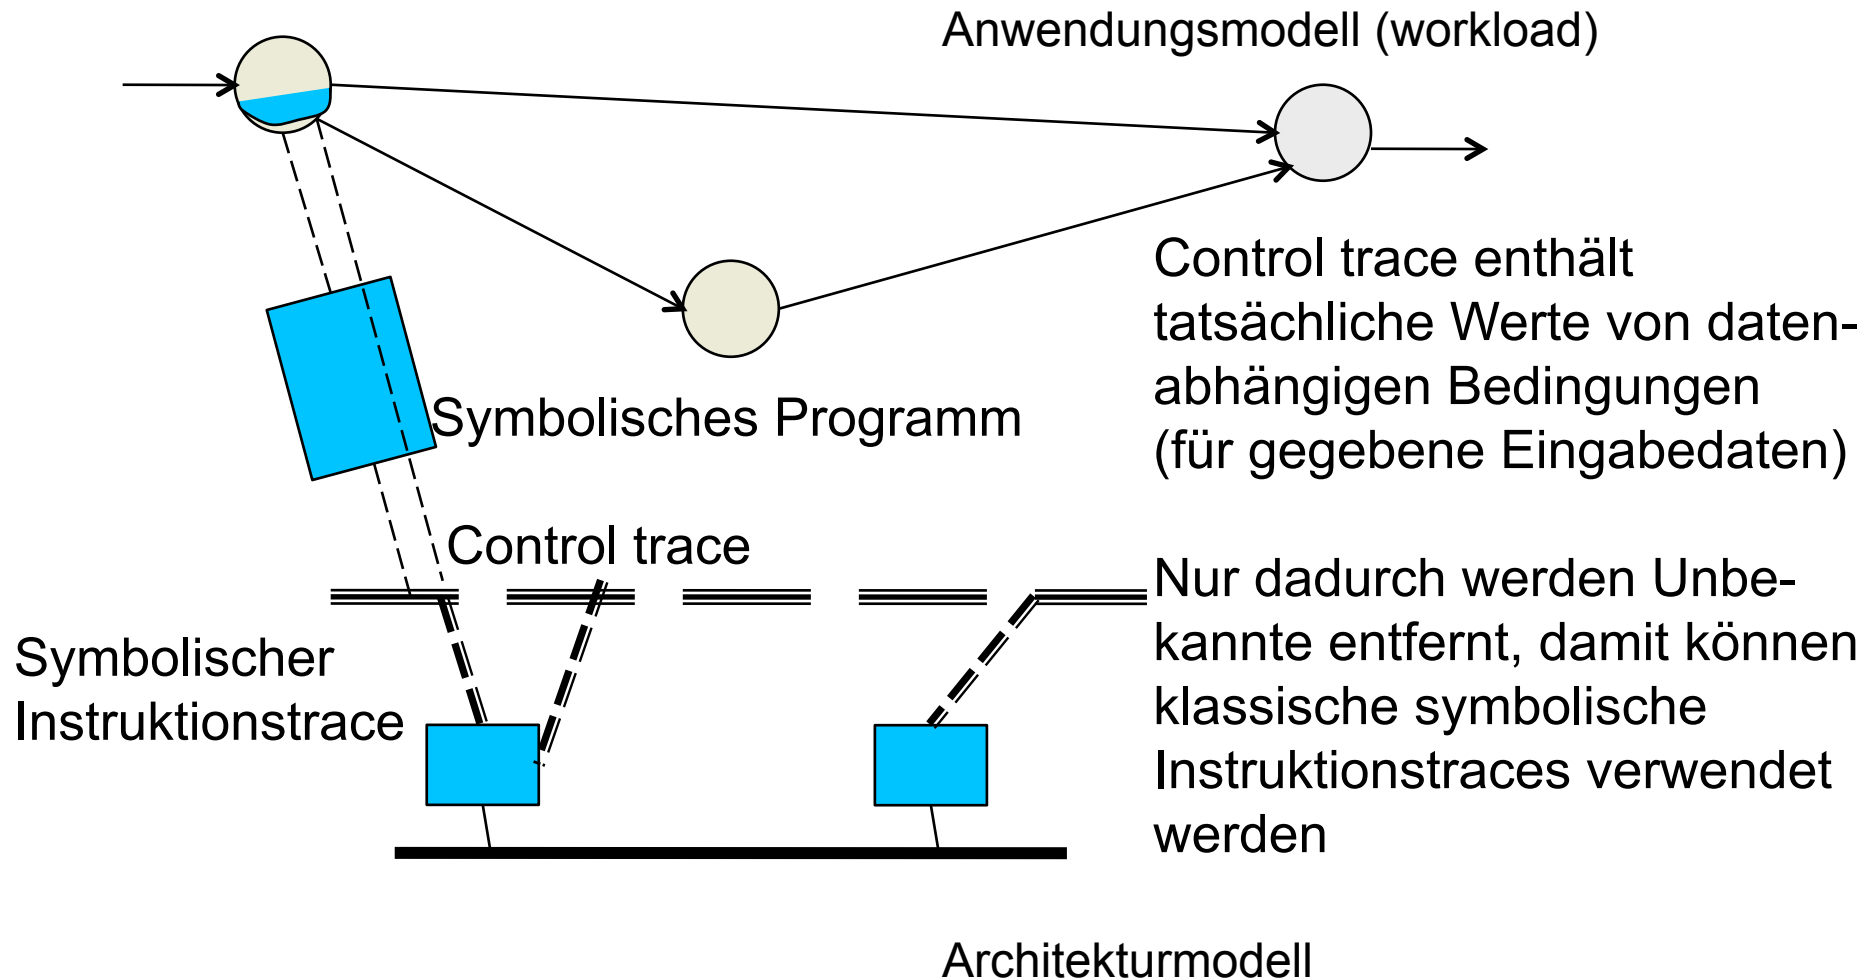 Anwendungsmodell (workload)
Control trace enthält
tatsächliche Werte von daten-
abhängigen Bedingungen
(für gegebene Eingabedaten)
Symbolisches Programm
Control trace
Nur dadurch werden Unbe-
kannte entfernt, damit können
klassische symbolische
Instruktionstraces verwendet
werden
Symbolischer
Instruktionstrace
Architekturmodell